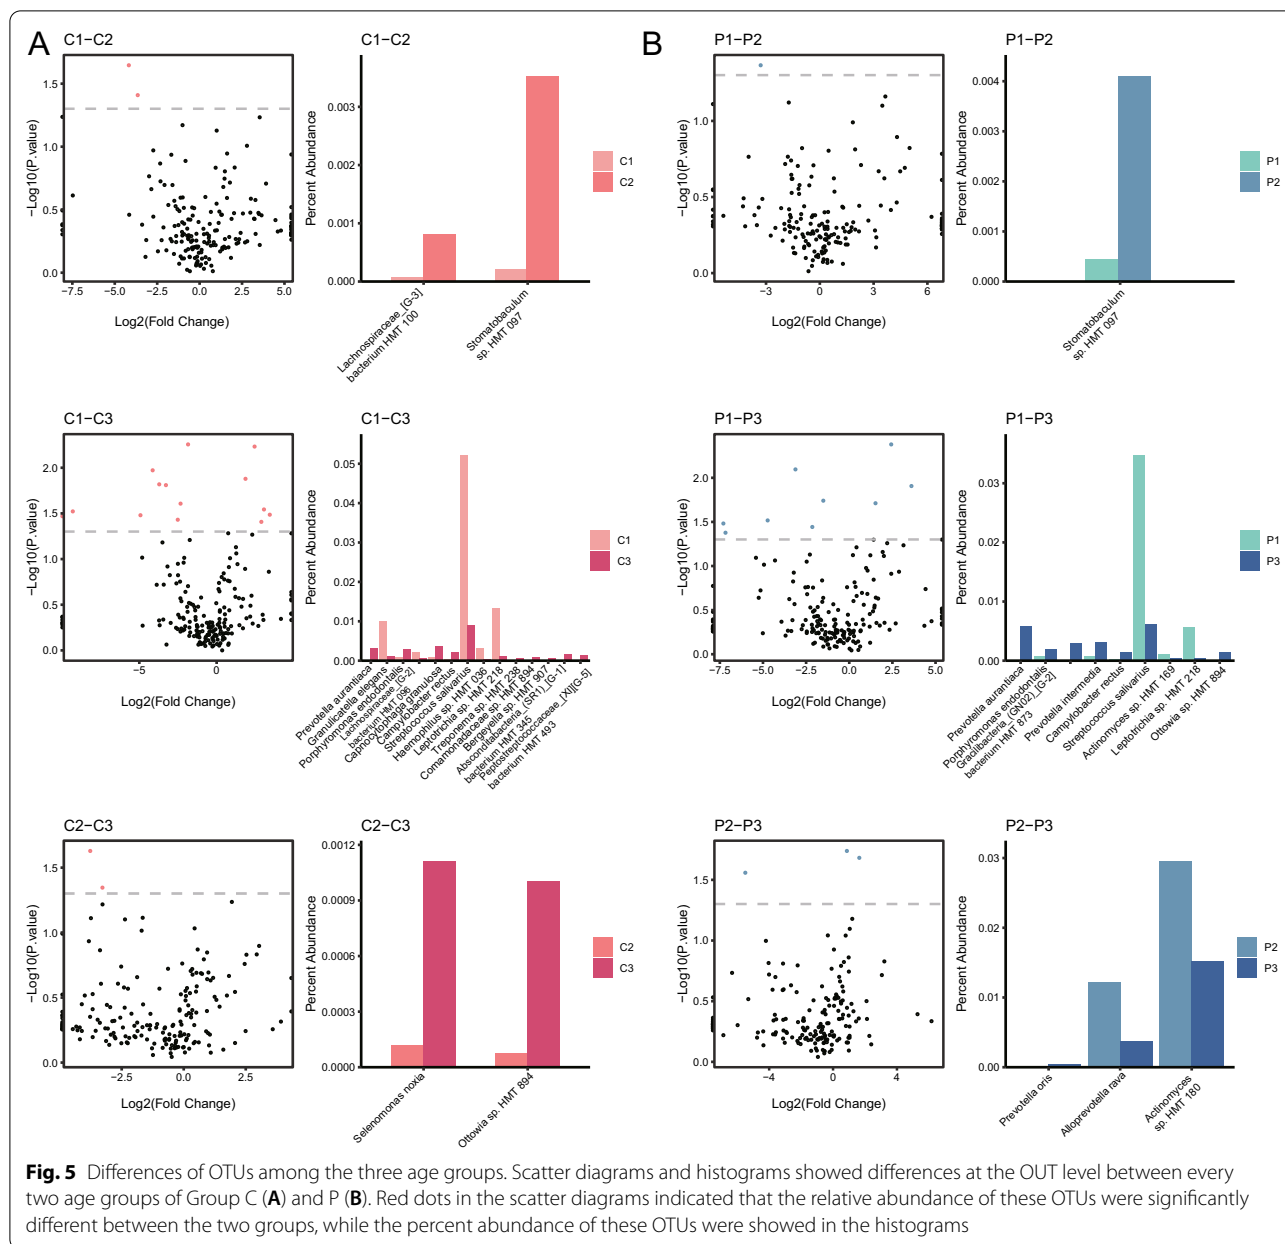 A
C1−C2
−Log10(P.value)
1.5
1.0
0.5
0.0
−7.5
−5.0
−2.5
0.0
2.5
5.0
Log2(Fold Change)
C1−C2
Percent Abundance
0.003
0.002
0.001
0.000
Lachnospiraceae_[G-3]
bacterium HMT 100
Stomatobaculum
sp. HMT 097
C1
C2
B
P1−P2
−Log10(P.value)
1.0
0.5
0.0
−3
0
3
6
Log2(Fold Change)
P1−P2
Percent Abundance
0.004
0.003
0.002
0.001
0.000
Stomatobaculum
sp. HMT 097
P1
P2
C1−C3
−Log10(P.value)
2.0
1.5
1.0
0.5
0.0
−5
0
Log2(Fold Change)
C1−C3
Percent Abundance
0.05
0.04
0.03
0.02
0.01
0.00
Prevotella aurantiaca
Granulicatella elegans
Porphyromonas endodontalis
Lachnospiraceae_[G-2]
bacterium HMT 096
Capnocytophaga granulosa
Campylobacter rectus
Streptococcus salivarius
Haemophilus sp. HMT 036
Leptotrichia sp. HMT 218
Treponema sp. HMT 238
Comamonadaceae sp. HMT 894
Bergeyella sp. HMT 907
Absconditabacteria_(SR1)_[G-1]
bacterium HMT 345
Peptostreptococcaceae_[XI][G-5]
bacterium HMT 493
C1
C3
P1−P3
−Log10(P.value)
2.5
2.0
1.5
1.0
0.5
0.0
−7.5
−5.0
−2.5
0.0
2.5
5.0
Log2(Fold Change)
P1−P3
Percent Abundance
0.03
0.02
0.01
0.00
Prevotella aurantiaca
Porphyromonas endodontalis
Gracilibacteria_(GN02)_[G-2]
bacterium HMT 873
Prevotella intermedia
Campylobacter rectus
Streptococcus salivarius
Actinomyces sp. HMT 169
Leptotrichia sp. HMT 218
Ottowia sp. HMT 894
P1
P3
C2−C3
−Log10(P.value)
1.5
1.0
0.5
0.0
−2.5
0.0
2.5
Log2(Fold Change)
C2−C3
Percent Abundance
0.0012
0.0009
0.0006
0.0003
0.0000
Selenomonas noxia
Ottowia sp. HMT 894
C2
C3
P2−P3
−Log10(P.value)
1.5
1.0
0.5
0.0
−4
0
4
Log2(Fold Change)
P2−P3
Percent Abundance
0.03
0.02
0.01
0.00
Prevotella oris
Alloprevotella rava
Actinomyces
sp. HMT 180
P2
P3
Fig. 5 Differences of OTUs among the three age groups. Scatter diagrams and histograms showed differences at the OUT level between every
two age groups of Group C (A) and P (B). Red dots in the scatter diagrams indicated that the relative abundance of these OTUs were significantly
different between the two groups, while the percent abundance of these OTUs were showed in the histograms